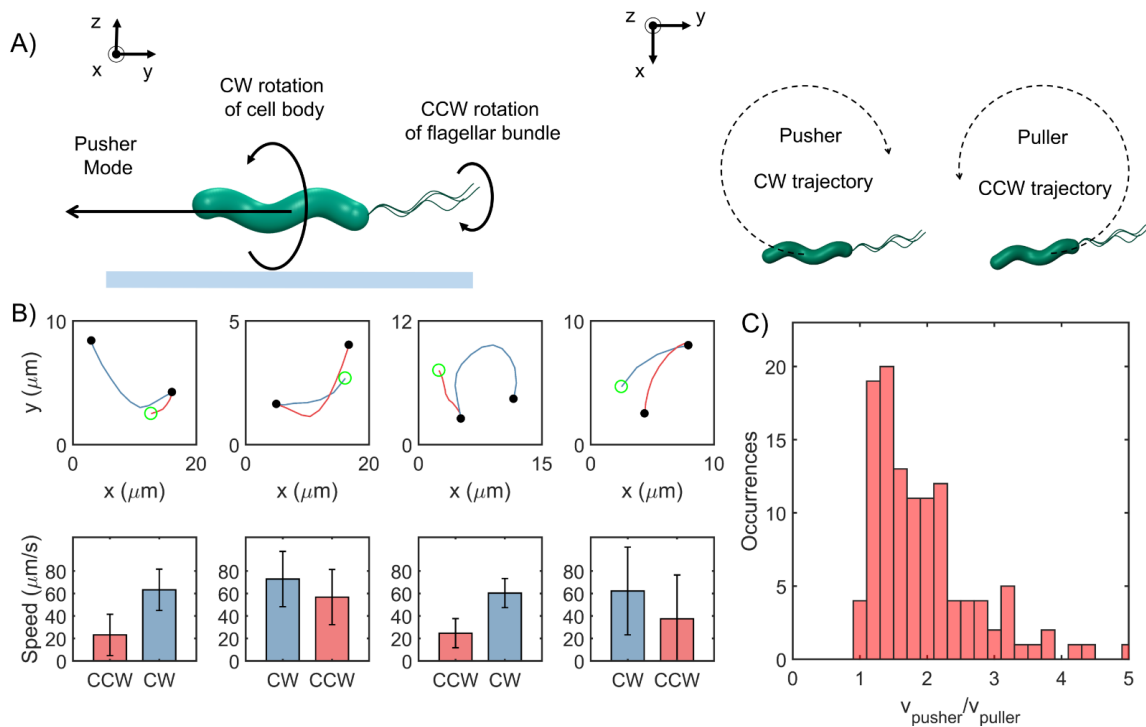 A)
z
x
y
CW rotation
of cell body
CCW rotation
of flagellar bundle
Pusher
Mode
z
y
x
Pusher
CW trajectory
Puller
CCW trajectory
B)
10
0
y (μm)
0
20
x (μm)
5
0
0
20
x (μm)
12
0
0
15
x (μm)
10
0
0
10
x (μm)
Speed (μm/s)
80
60
40
20
0
CCW CW
80
60
40
20
0
CW CCW
80
60
40
20
0
CCW CW
80
60
40
20
0
CW CCW
C)
Occurrences
20
15
10
5
0
0 1 2 3 4 5
v_pusher/v_puller